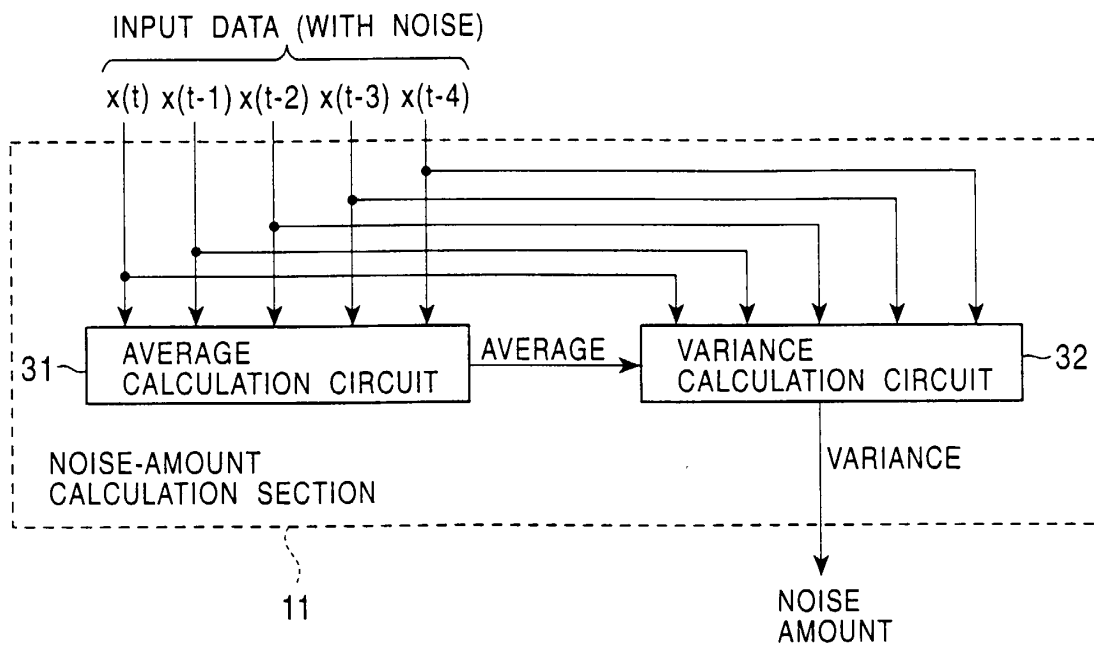 INPUT DATA (WITH NOISE)
x(t) x(t-1) x(t-2) x(t-3) x(t-4)
31
AVERAGE
CALCULATION CIRCUIT
AVERAGE
VARIANCE
CALCULATION CIRCUIT
32
NOISE-AMOUNT
CALCULATION SECTION
VARIANCE
11
NOISE
AMOUNT